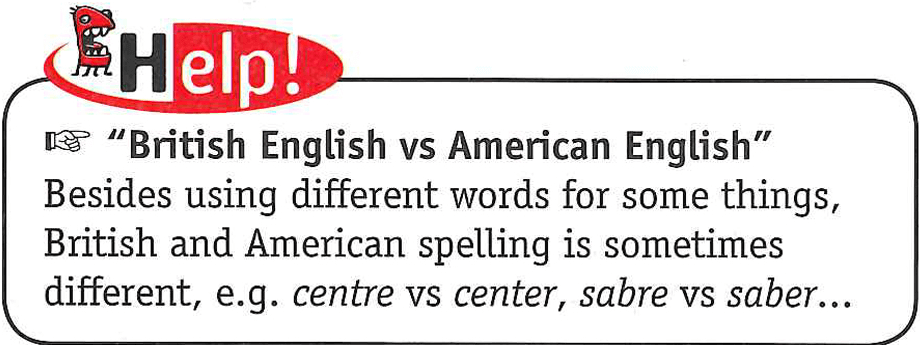 Help!
☞ "British English vs American English"
Besides using different words for some things,
British and American spelling is sometimes
different, e.g. centre vs center, sabre vs saber...